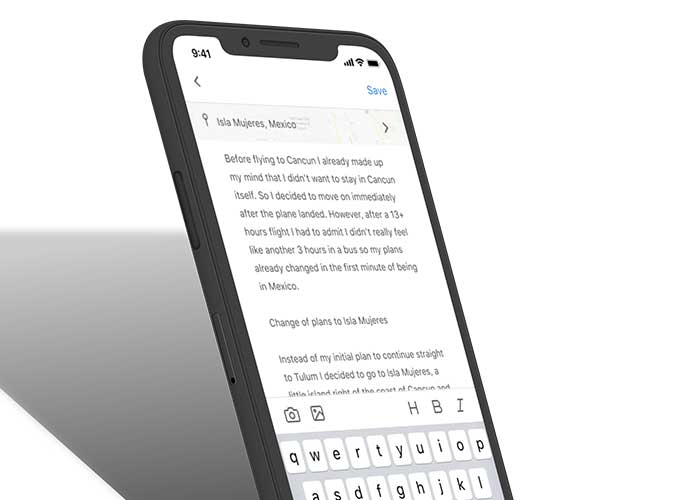 9:41
Save
Isla Mujeres, Mexico
Before flying to Cancun I already made up
my mind that I didn't want to stay in Cancun
itself. So I decided to move on immediately
after the plane landed. However, after a 13+
hours flight I had to admit I didn't really feel
like another 3 hours in a bus so my plans
already changed in the first minute of being
in Mexico.
Change of plans to Isla Mujeres
Instead of my initial plan to continue straight
to Tulum I decided to go to Isla Mujeres, a
little island right of the coast of Cancun and
H B I
q w e r t y u i o p
a s d f g h j k l